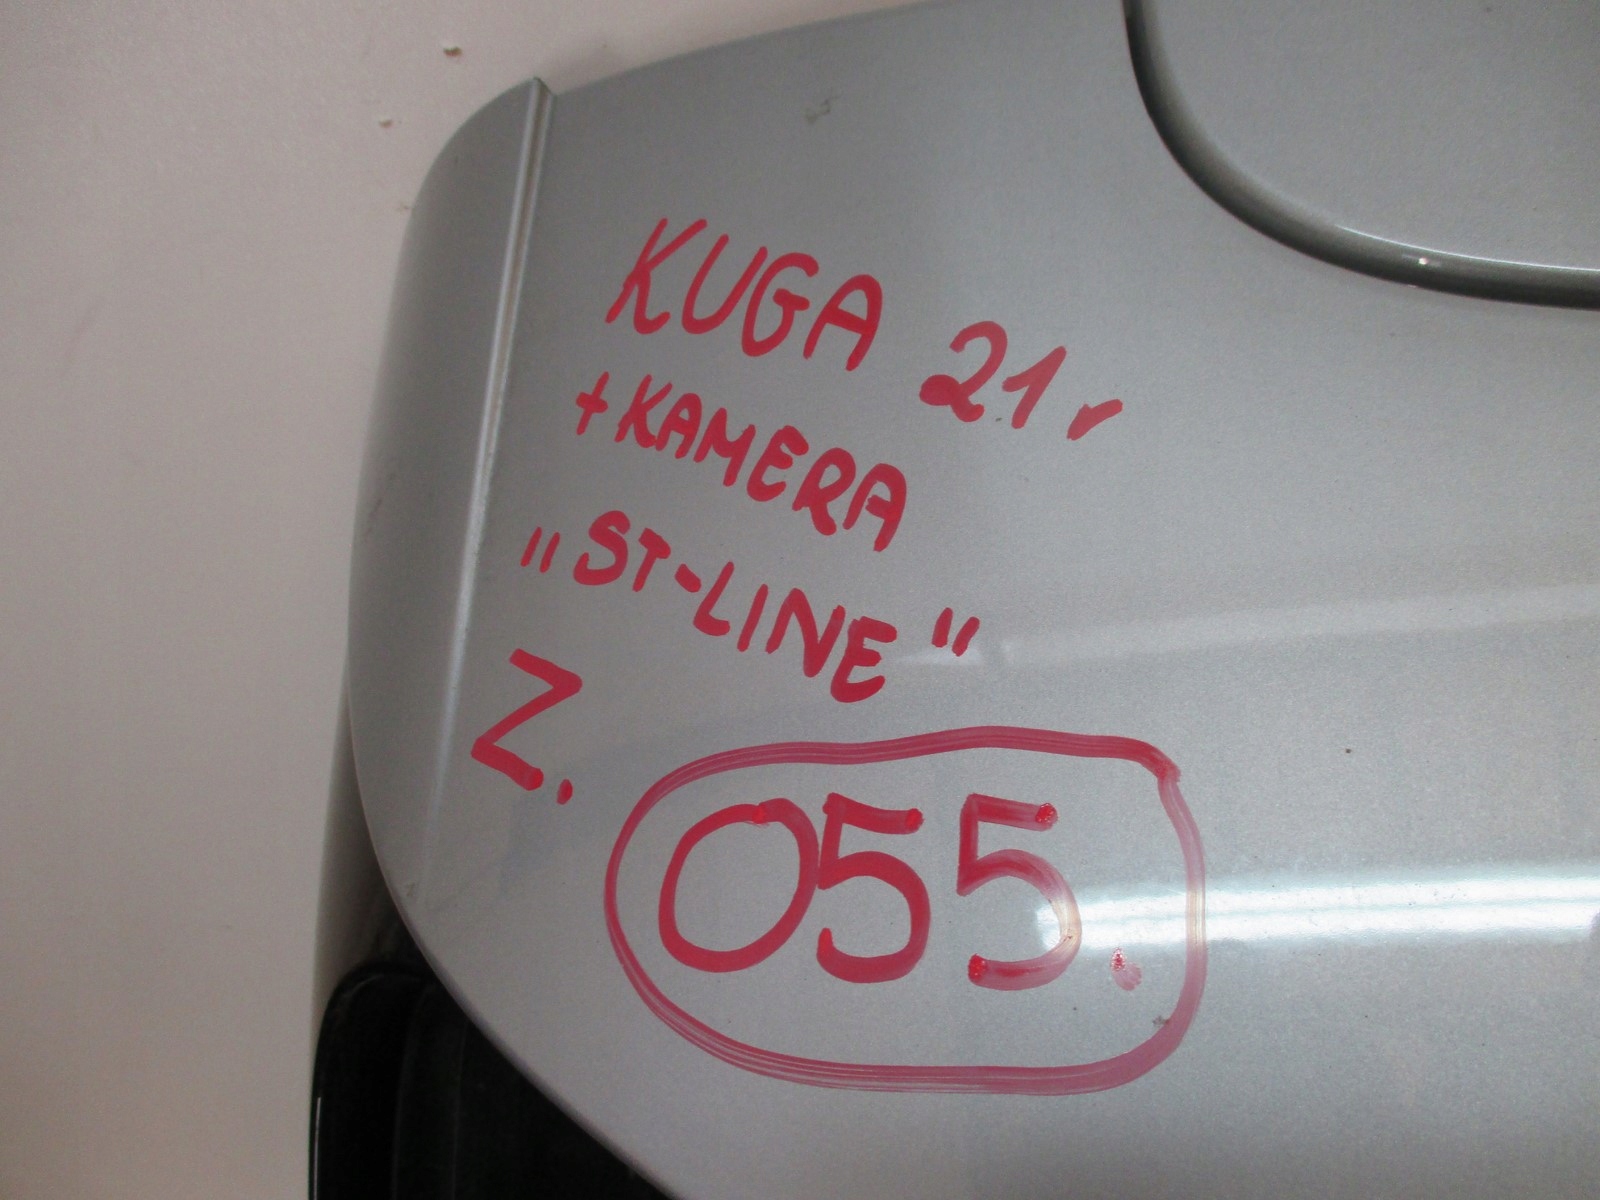 KUGA 21r
+KAMERA
"ST-LINE"
Z.
055.